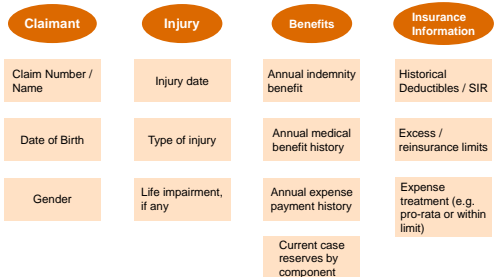 Claimant
Injury
Benefits
Insurance
Information
Claim Number /
Name
Injury date
Annual indemnity
benefit
Historical
Deductibles / SIR
Date of Birth
Type of injury
Annual medical
benefit history
Excess /
reinsurance limits
Gender
Life impairment,
if any
Annual expense
payment history
Expense
treatment (e.g.
pro-rata or within
limit)
Current case
reserves by
component